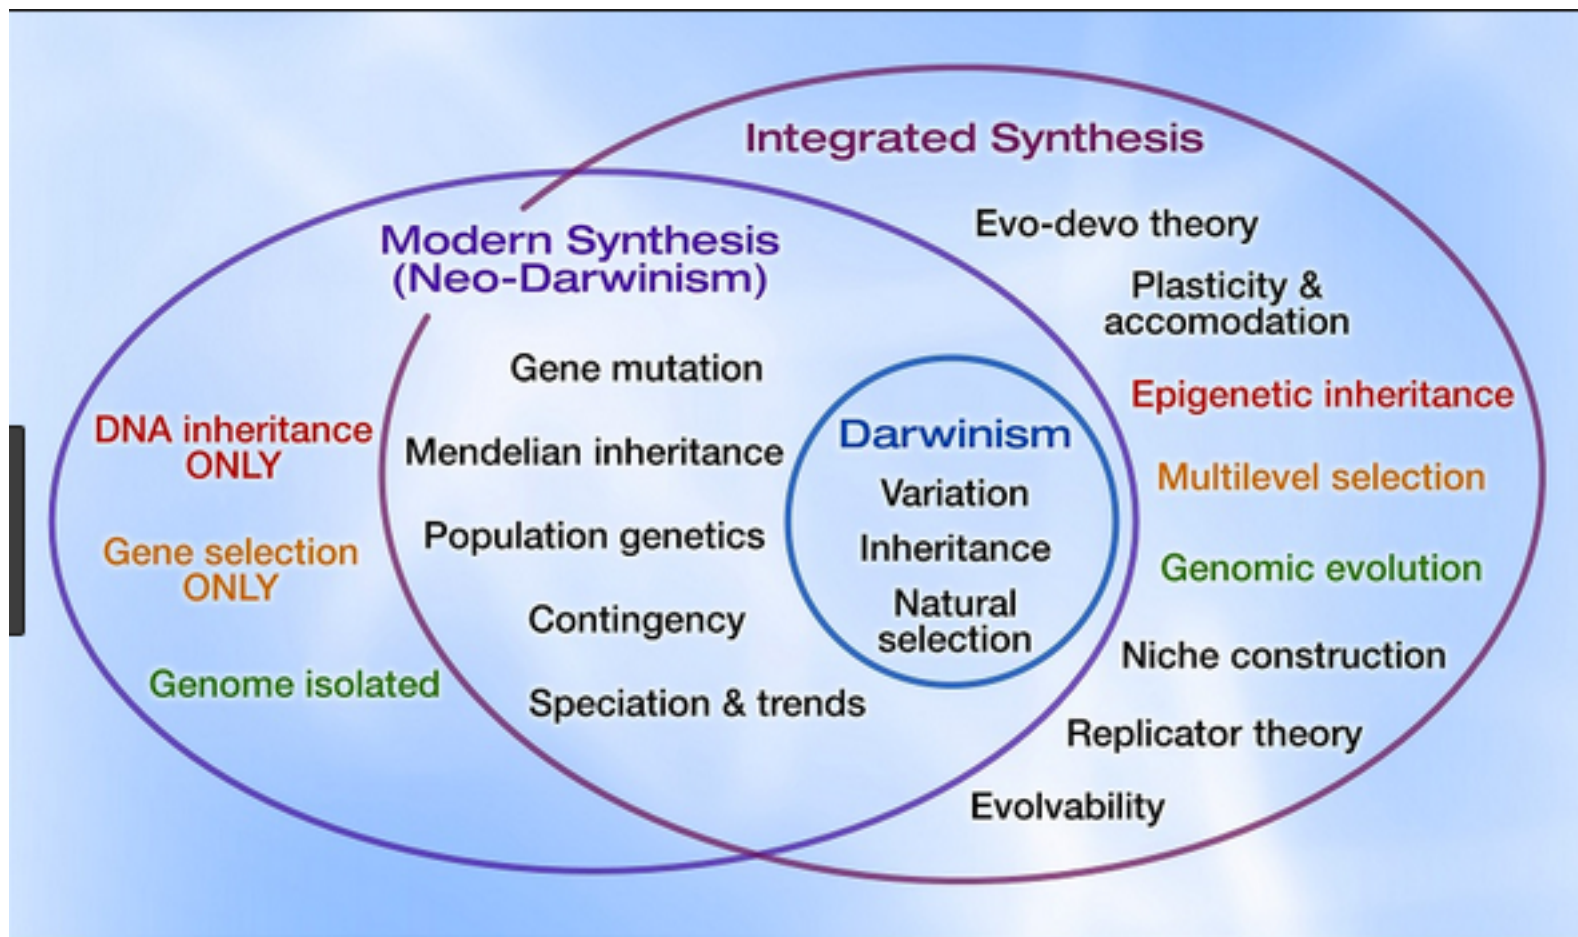 Integrated Synthesis
Modern Synthesis
(Neo-Darwinism)
DNA inheritance
ONLY
Gene selection
ONLY
Genome isolated
Gene mutation
Mendelian inheritance
Population genetics
Contingency
Speciation & trends
Darwinism
Variation
Inheritance
Natural
selection
Evo-devo theory
Plasticity &
accomodation
Epigenetic inheritance
Multilevel selection
Genomic evolution
Niche construction
Replicator theory
Evolvability